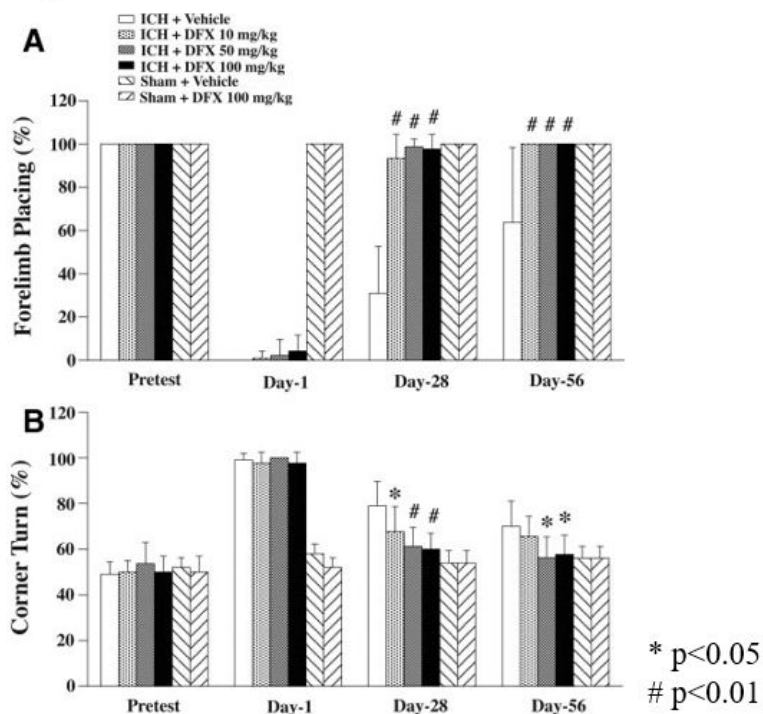 ICH + Vehicle
ICH + DFX 10 mg/kg
ICH + DFX 50 mg/kg
ICH + DFX 100 mg/kg
Sham + Vehicle
Sham + DFX 100 mg/kg
A
Forelimb Placing (%)
120
100
80
60
40
20
0
# # #
# # #
Pretest Day-1 Day-28 Day-56
B
Corner Turn (%)
120
100
80
60
40
20
0
* # #
* *
Pretest Day-1 Day-28 Day-56
* p<0.05
# p<0.01